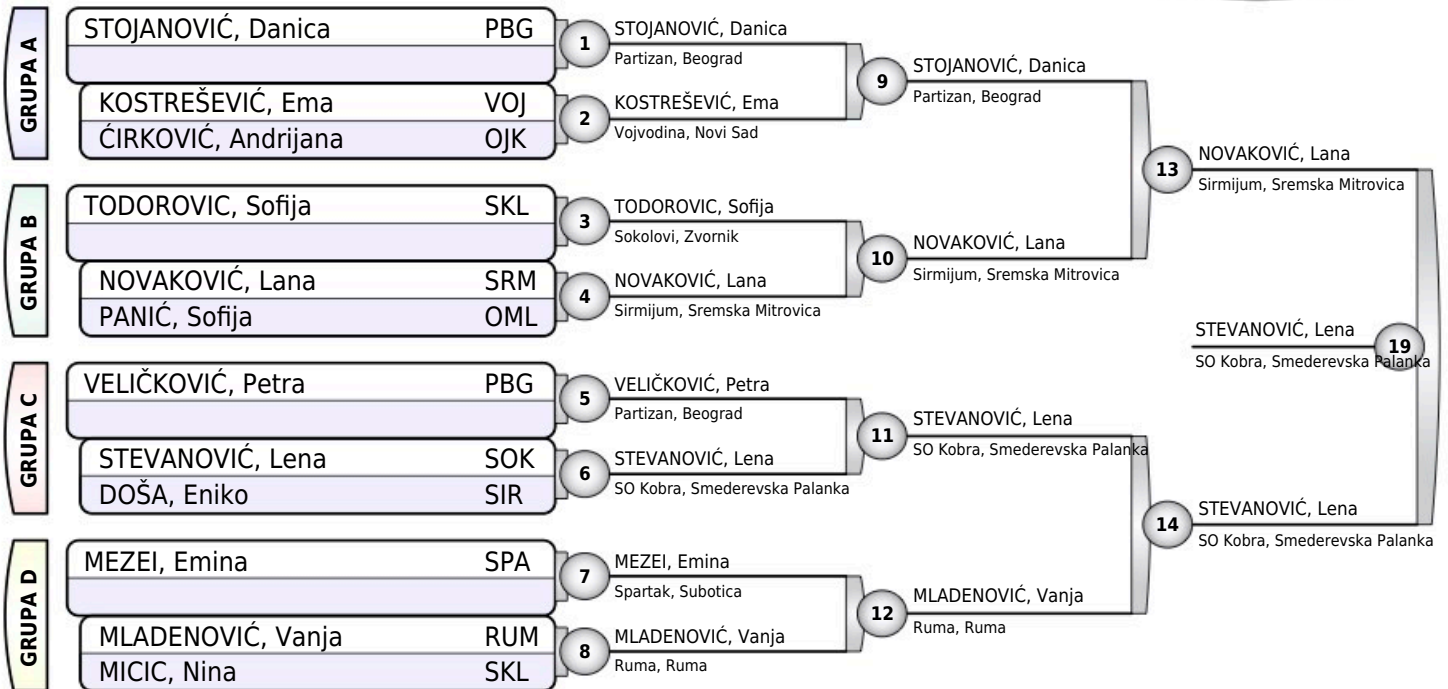 GRUPA A
STOJANOVIĆ, Danica PBG
KOSTREŠEVIĆ, Ema VOJ
ĆIRKOVIĆ, Andrijana OJK
1
STOJANOVIĆ, Danica
Partizan, Beograd
2
KOSTREŠEVIĆ, Ema
Vojvodina, Novi Sad
9
STOJANOVIĆ, Danica
Partizan, Beograd
GRUPA B
TODOROVIC, Sofija SKL
NOVAKOVIĆ, Lana SRM
PANIĆ, Sofija OML
3
TODOROVIC, Sofija
Sokolovi, Zvornik
4
NOVAKOVIĆ, Lana
Sirmijum, Sremska Mitrovica
10
NOVAKOVIĆ, Lana
Sirmijum, Sremska Mitrovica
13
NOVAKOVIĆ, Lana
Sirmijum, Sremska Mitrovica
GRUPA C
VELIČKOVIĆ, Petra PBG
STEVANOVIĆ, Lena SOK
DOŠA, Eniko SIR
5
VELIČKOVIĆ, Petra
Partizan, Beograd
6
STEVANOVIĆ, Lena
SO Kobra, Smederevska Palanka
11
STEVANOVIĆ, Lena
SO Kobra, Smederevska Palanka
GRUPA D
MEZEI, Emina SPA
MLADENOVIĆ, Vanja RUM
MICIC, Nina SKL
7
MEZEI, Emina
Spartak, Subotica
8
MLADENOVIĆ, Vanja
Ruma, Ruma
12
MLADENOVIĆ, Vanja
Ruma, Ruma
14
STEVANOVIĆ, Lena
SO Kobra, Smederevska Palanka
19
STEVANOVIĆ, Lena
SO Kobra, Smederevska Palanka